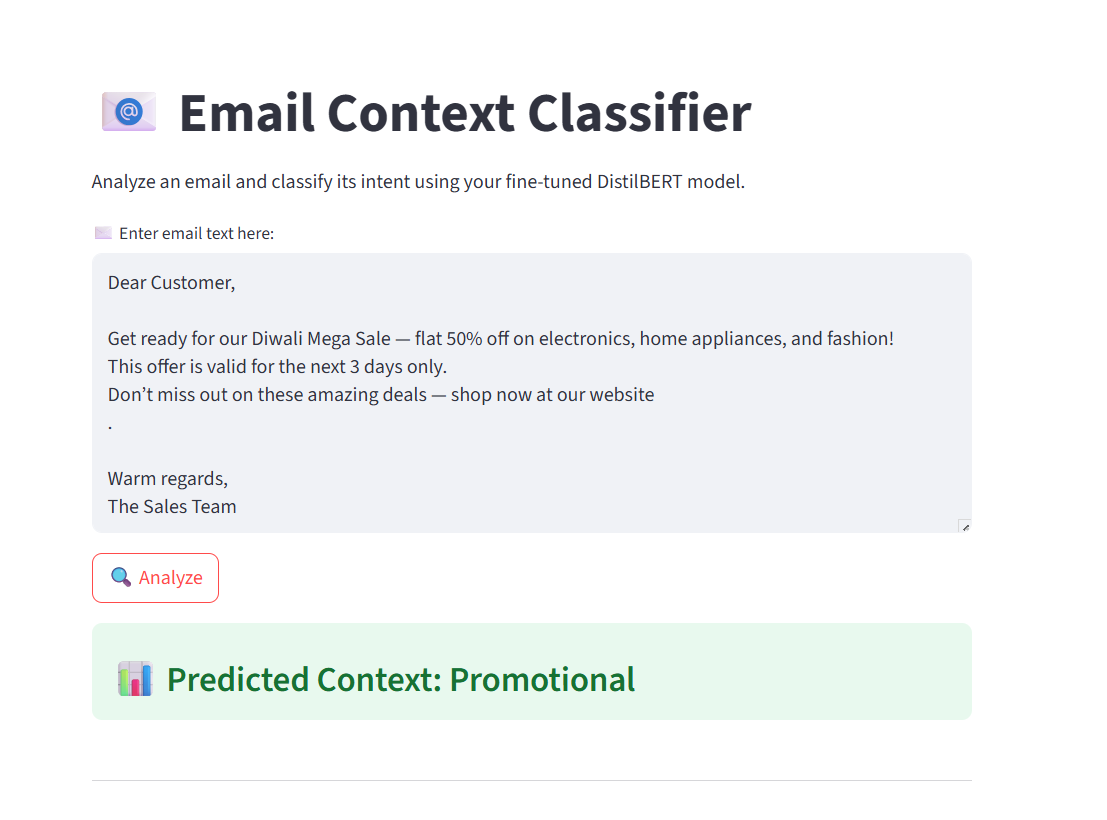 Email Context Classifier
Analyze an email and classify its intent using your fine-tuned DistilBERT model.
Enter email text here:
Dear Customer,
Get ready for our Diwali Mega Sale — flat 50% off on electronics, home appliances, and fashion!
This offer is valid for the next 3 days only.
Don’t miss out on these amazing deals — shop now at our website
.
Warm regards,
The Sales Team
Analyze
Predicted Context: Promotional